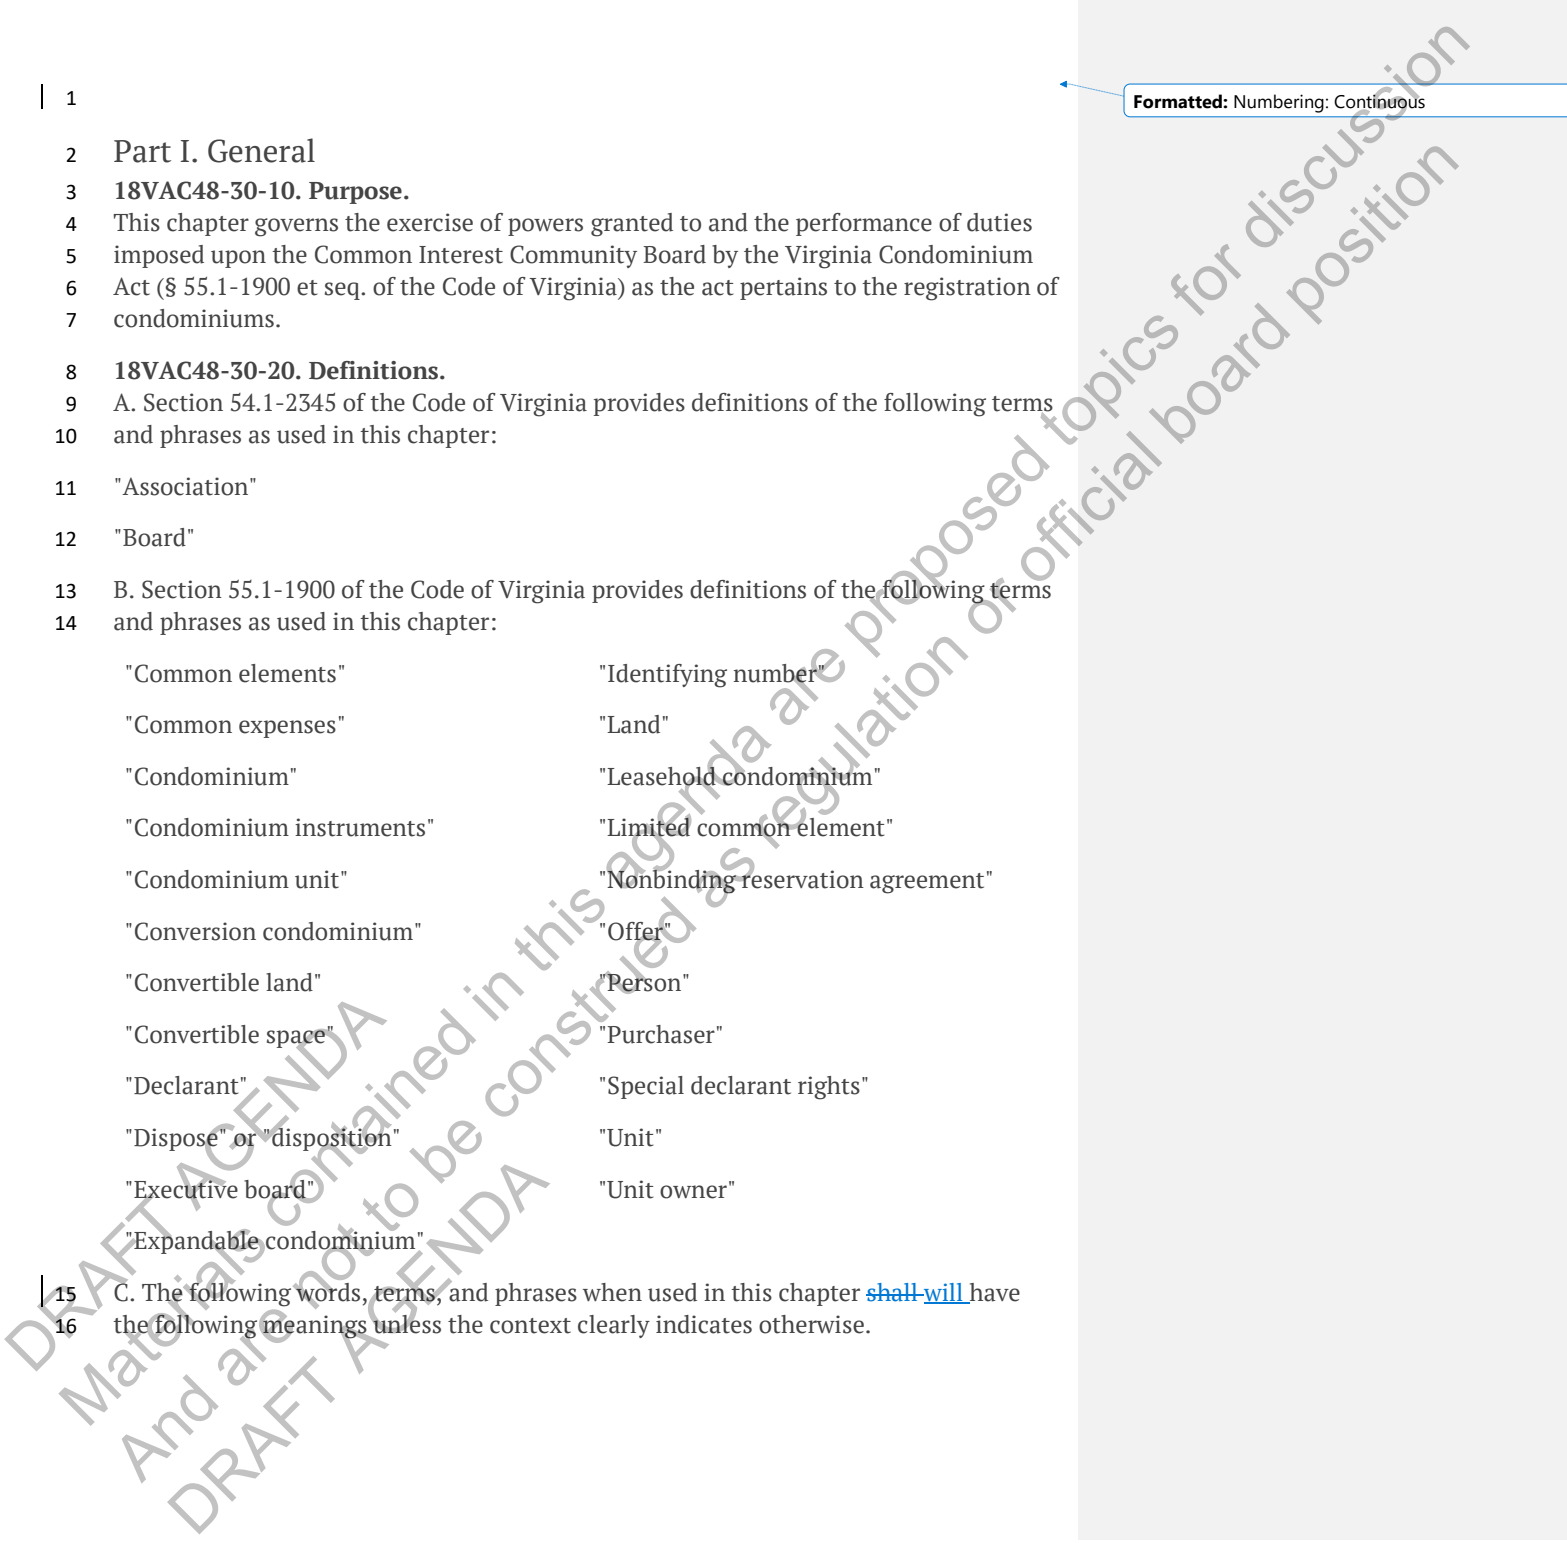 1
Formatted: Numbering: Continuous
2 Part I. General
3 18VAC48-30-10. Purpose.
4 This chapter governs the exercise of powers granted to and the performance of duties
5 imposed upon the Common Interest Community Board by the Virginia Condominium
6 Act (§ 55.1-1900 et seq. of the Code of Virginia) as the act pertains to the registration of
7 condominiums.
8 18VAC48-30-20. Definitions.
9 A. Section 54.1-2345 of the Code of Virginia provides definitions of the following terms
10 and phrases as used in this chapter:
11 "Association"
12 "Board"
13 B. Section 55.1-1900 of the Code of Virginia provides definitions of the following terms
14 and phrases as used in this chapter:
"Common elements" "Identifying number"
"Common expenses" "Land"
"Condominium" "Leasehold condominium"
"Condominium instruments" "Limited common element"
"Condominium unit" "Nonbinding reservation agreement"
"Conversion condominium" "Offer"
"Convertible land" "Person"
"Convertible space" "Purchaser"
"Declarant" "Special declarant rights"
"Dispose" or "disposition" "Unit"
"Executive board" "Unit owner"
"Expandable condominium"
15 C. The following words, terms, and phrases when used in this chapter shall will have
16 the following meanings unless the context clearly indicates otherwise.
DRAFT AGENDA
Materials contained in this agenda are proposed topics for discussion
And are not to be construed as regulation or official board position
DRAFT AGENDA